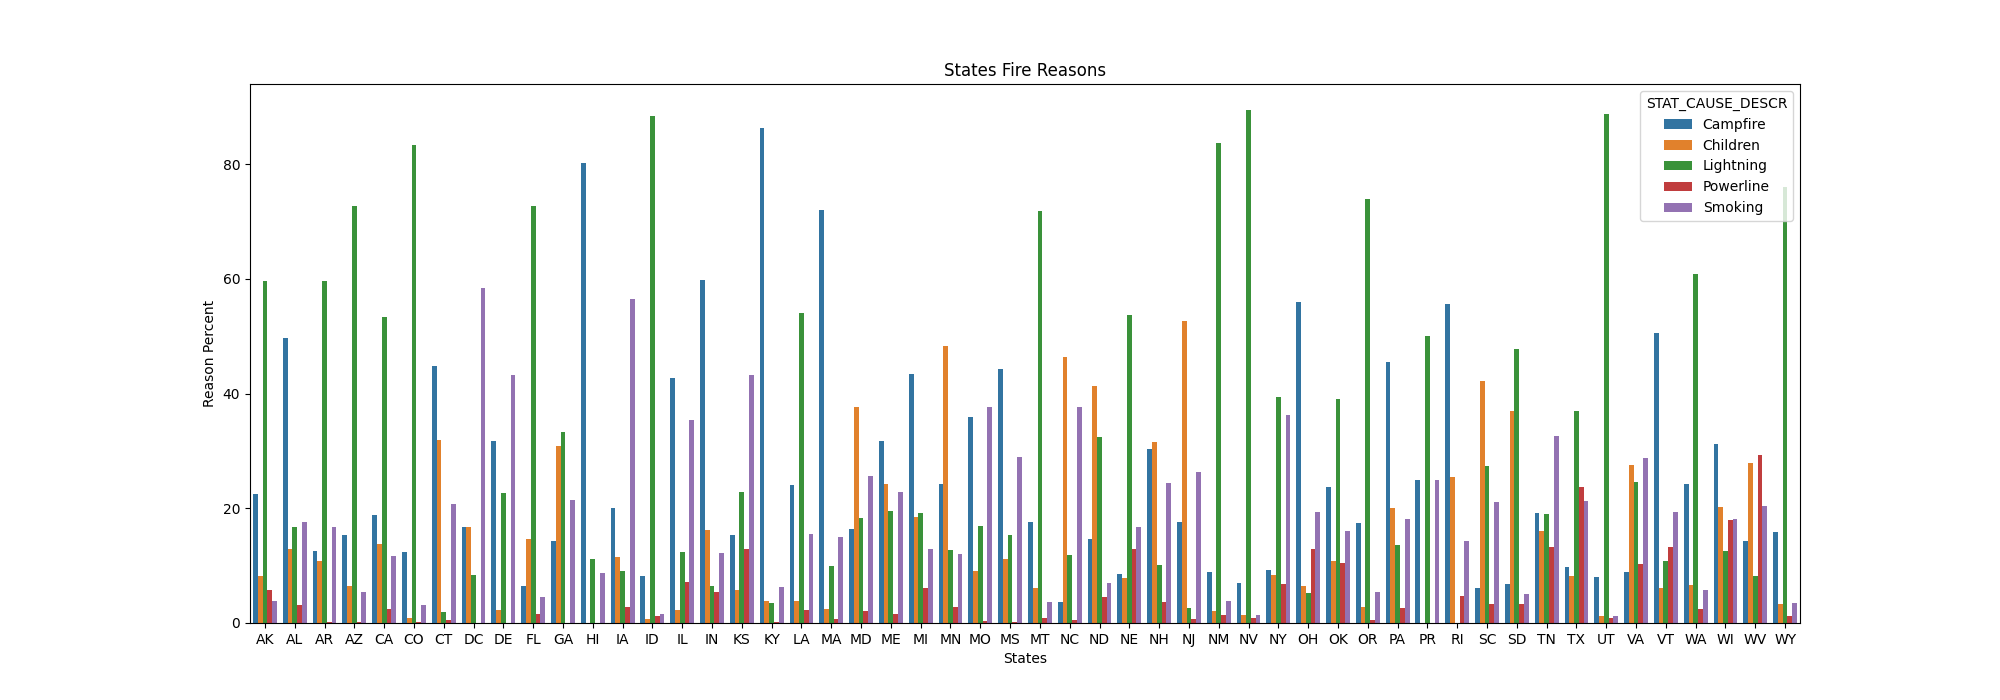 States Fire Reasons
STAT_CAUSE_DESCR
Campfire
Children
Lightning
Powerline
Smoking
Reason Percent
80
60
40
20
0
AK AL AR AZ CA CO CT DC DE FL GA HI IA ID IL IN KS KY LA MA MD ME MI MN MO MS MT NC ND NE NH NJ NM NV NY OH OK OR PA PR RI SC SD TN TX UT VA VT WA WI WV WY
States